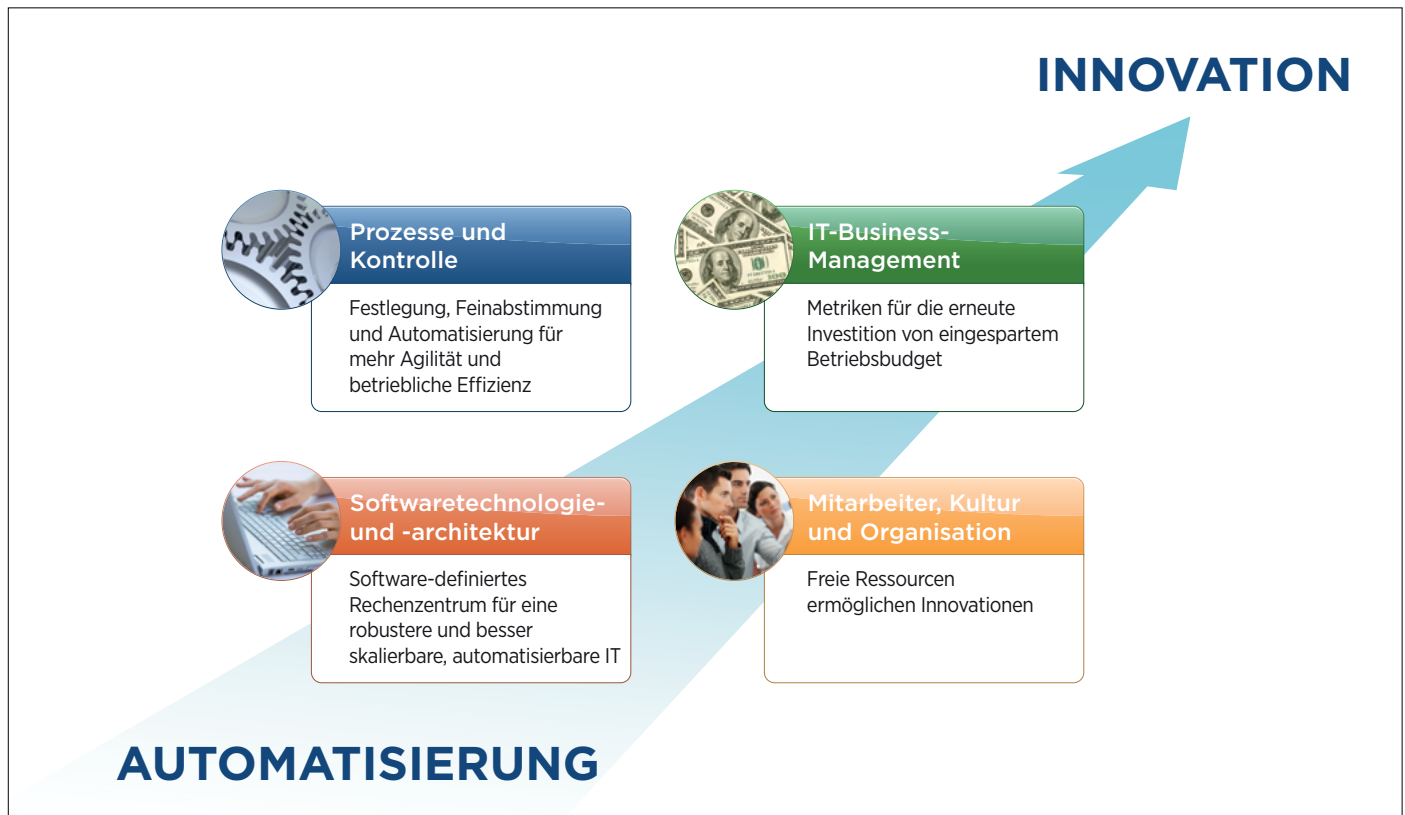 INNOVATION
Prozesse und
Kontrolle
Festlegung, Feinabstimmung
und Automatisierung für
mehr Agilität und
betriebliche Effizienz
IT-Business-
Management
Metriken für die erneute
Investition von eingespartem
Betriebsbudget
Softwaretechnologie-
und -architektur
Software-definiertes
Rechenzentrum für eine
robustere und besser
skalierbare, automatisierbare IT
Mitarbeiter, Kultur
und Organisation
Freie Ressourcen
ermöglichen Innovationen
AUTOMATISIERUNG